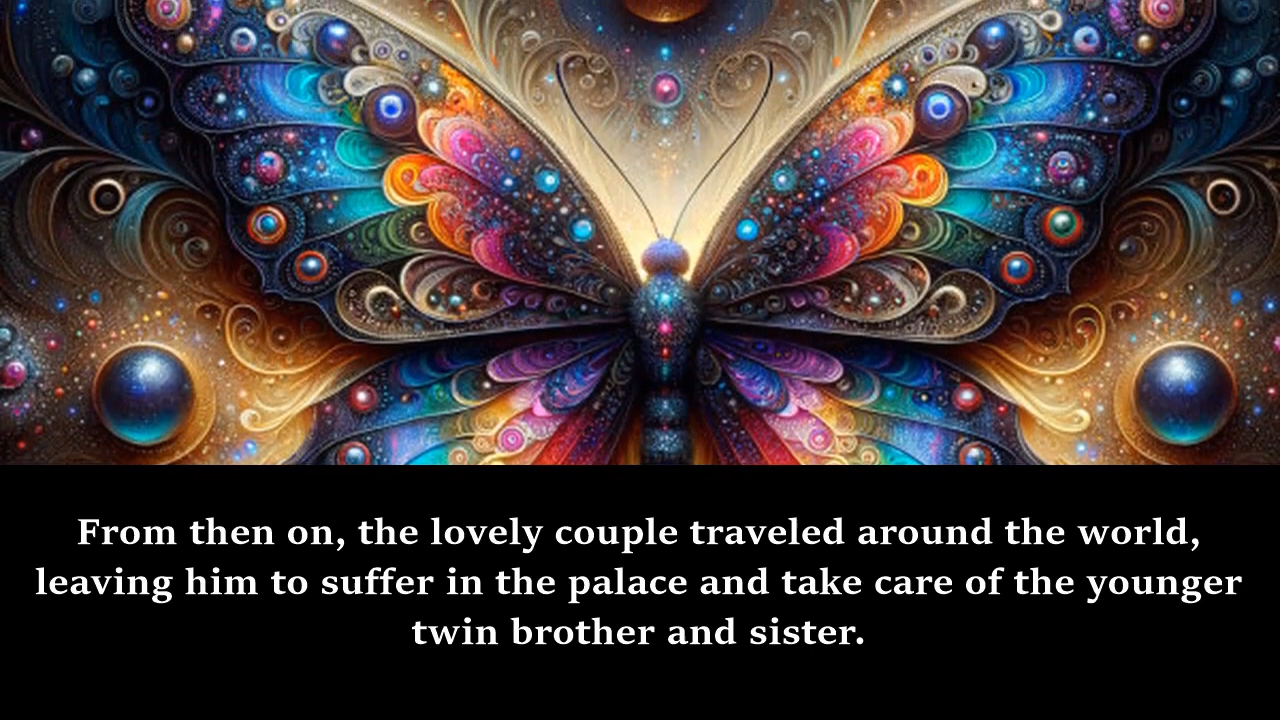 From then on, the lovely couple traveled around the world,
leaving him to suffer in the palace and take care of the younger
twin brother and sister.